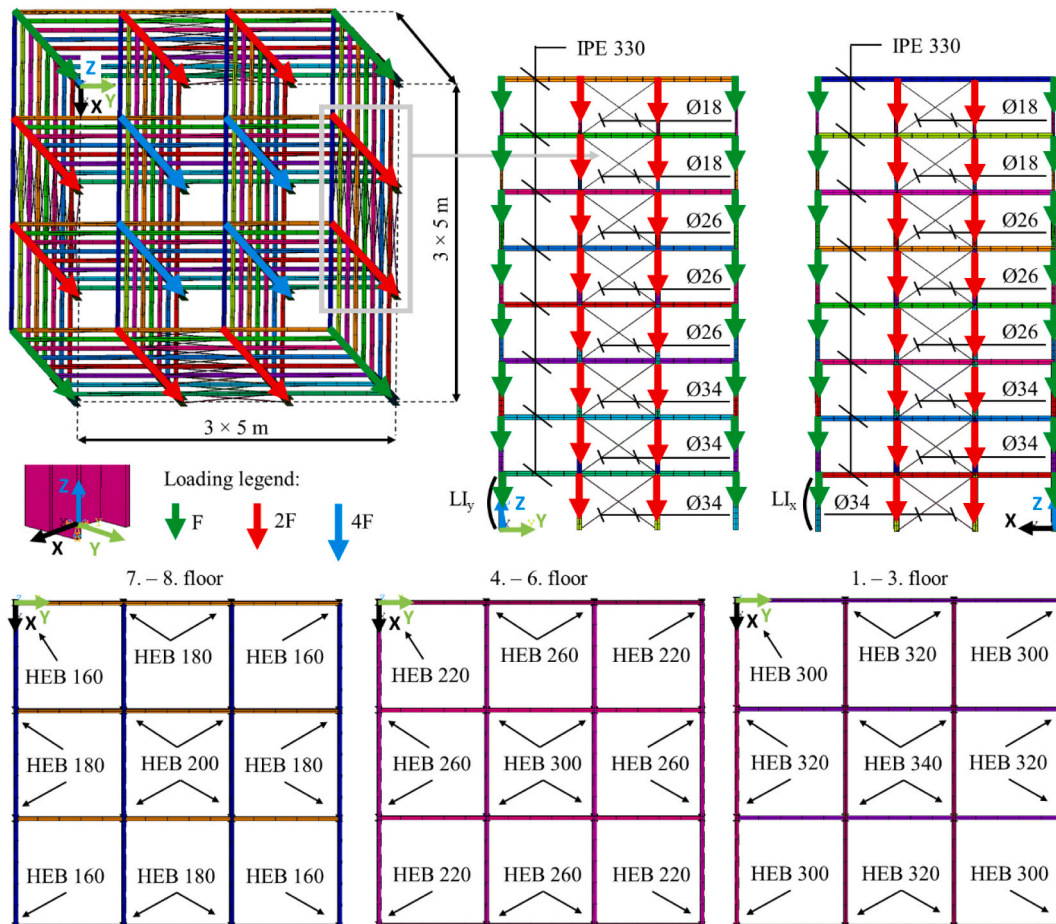 Z
Y
X
3 × 5 m
3 × 5 m
IPE 330
Ø18
Ø18
Ø26
Ø26
Ø26
Ø34
Ø34
Ø34
LIy
Z
Y
IPE 330
Ø18
Ø18
Ø26
Ø26
Ø26
Ø34
Ø34
Ø34
LIx
X
Z
Z
X
Y
Loading legend:
F
2F
4F
7. – 8. floor
Y
X
HEB 160
HEB 180
HEB 160
HEB 180
HEB 200
HEB 180
HEB 160
HEB 180
HEB 160
4. – 6. floor
Y
X
HEB 220
HEB 260
HEB 220
HEB 260
HEB 300
HEB 260
HEB 220
HEB 260
HEB 220
1. – 3. floor
Y
X
HEB 300
HEB 320
HEB 300
HEB 320
HEB 340
HEB 320
HEB 300
HEB 320
HEB 300